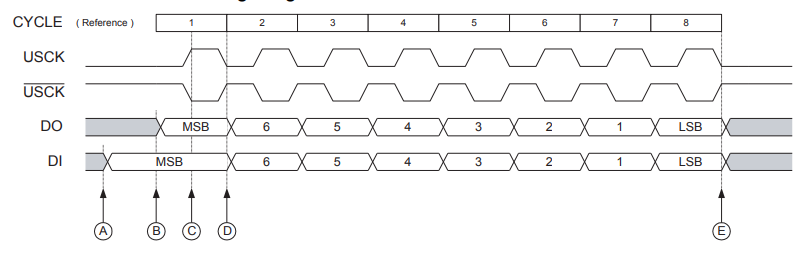 CYCLE ( Reference ) 1 2 3 4 5 6 7 8
USCK
USCK
DO MSB 6 5 4 3 2 1 LSB
DI MSB 6 5 4 3 2 1 LSB
A B C D E